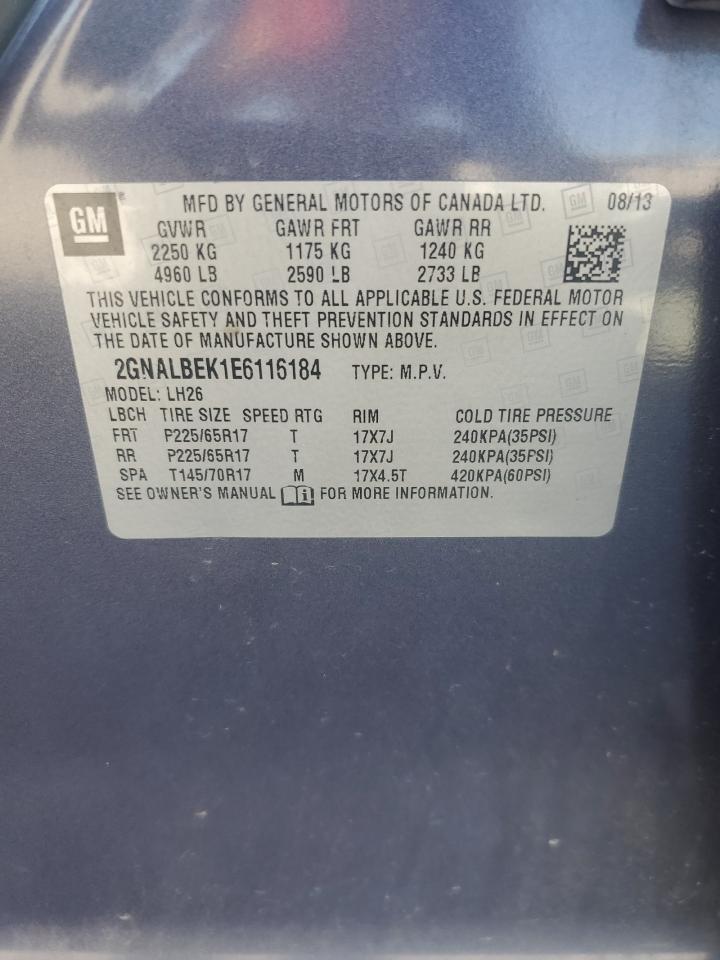 GM
MFD BY GENERAL MOTORS OF CANADA LTD. 08/13
GVWR GAWR FRT GAWR RR
2250 KG 1175 KG 1240 KG
4960 LB 2590 LB 2733 LB
THIS VEHICLE CONFORMS TO ALL APPLICABLE U.S. FEDERAL MOTOR
VEHICLE SAFETY AND THEFT PREVENTION STANDARDS IN EFFECT ON
THE DATE OF MANUFACTURE SHOWN ABOVE.
2GNALBEK1E6116184 TYPE: M.P.V.
MODEL: LH26
LBCH TIRE SIZE SPEED RTG RIM COLD TIRE PRESSURE
FRT P225/65R17 T 17X7J 240KPA(35PSI)
RR P225/65R17 T 17X7J 240KPA(35PSI)
SPA T145/70R17 M 17X4.5T 420KPA(60PSI)
SEE OWNER'S MANUAL FOR MORE INFORMATION.